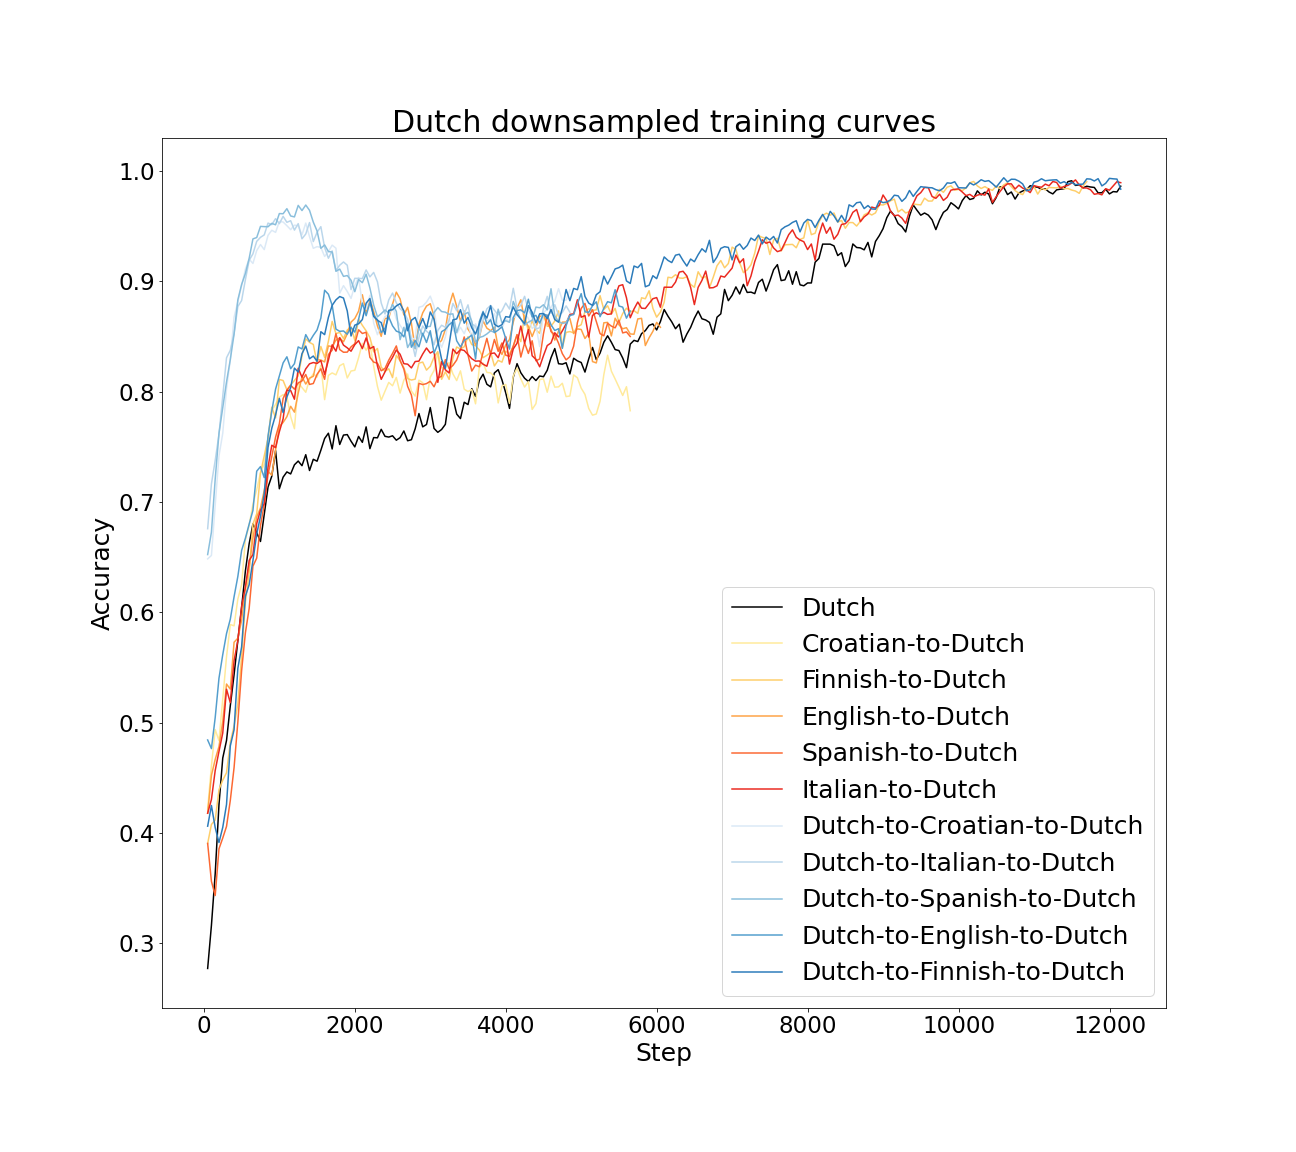 Dutch downsampled training curves
1.0
0.9
0.8
0.7
0.6
0.5
0.4
0.3
Accuracy
Dutch
Croatian-to-Dutch
Finnish-to-Dutch
English-to-Dutch
Spanish-to-Dutch
Italian-to-Dutch
Dutch-to-Croatian-to-Dutch
Dutch-to-Italian-to-Dutch
Dutch-to-Spanish-to-Dutch
Dutch-to-English-to-Dutch
Dutch-to-Finnish-to-Dutch
0 2000 4000 6000 8000 10000 12000
Step